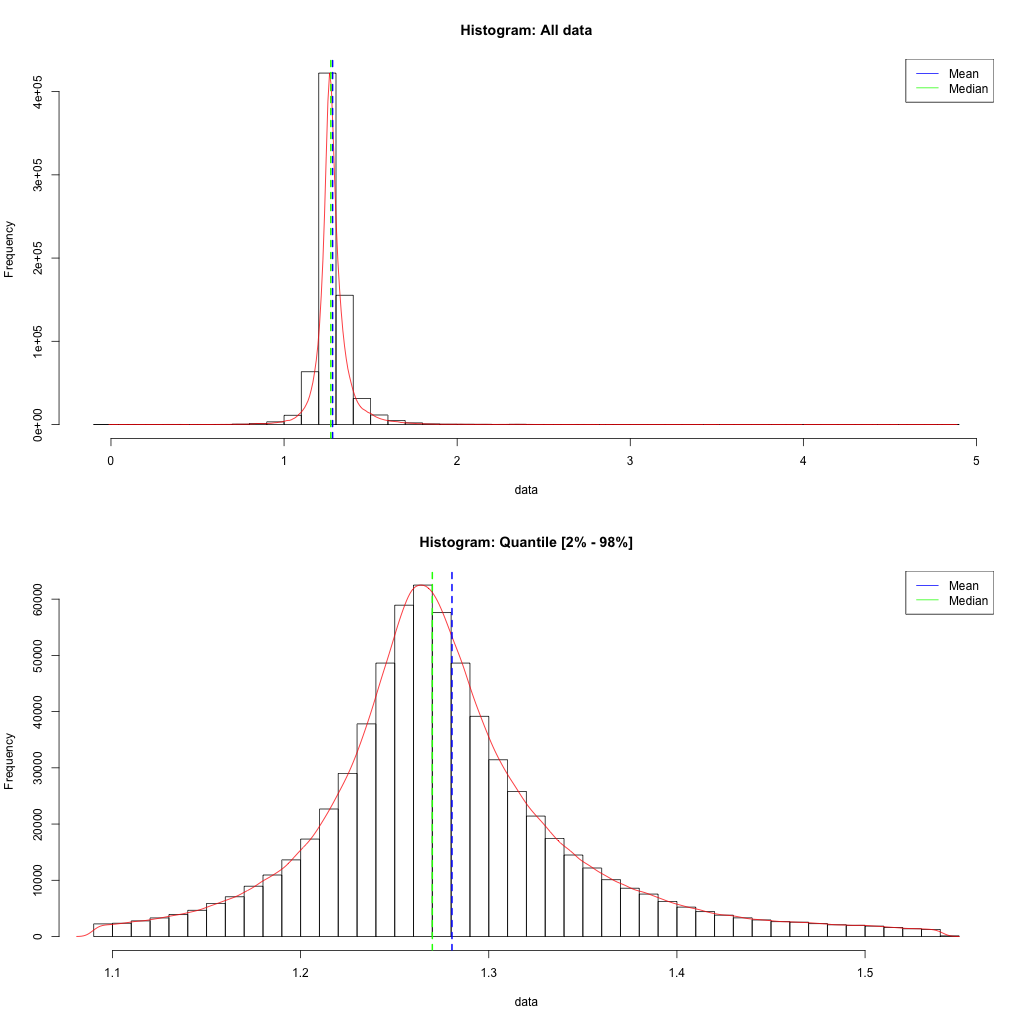 Histogram: All data
Mean
Median
Frequency
4e+05
3e+05
2e+05
1e+05
0e+00
0 1 2 3 4 5
data
Histogram: Quantile [2% - 98%]
Mean
Median
Frequency
60000
50000
40000
30000
20000
10000
0
1.1 1.2 1.3 1.4 1.5
data